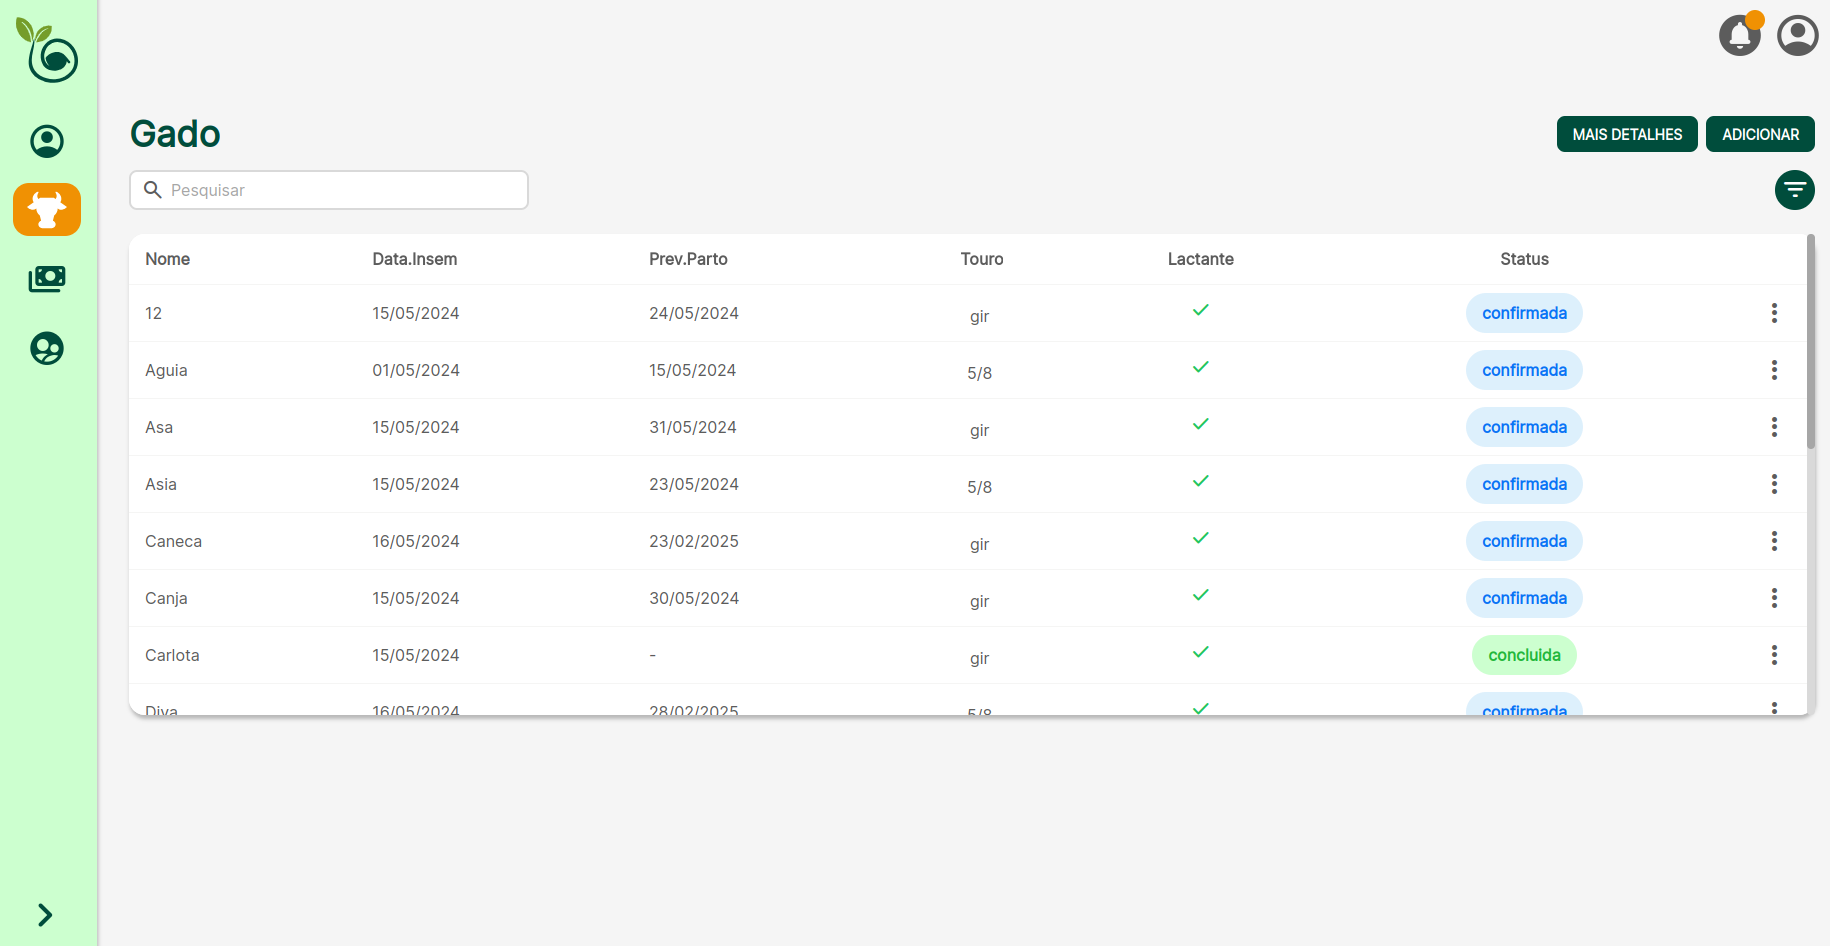 Gado
MAIS DETALHES ADICIONAR
Pesquisar
Nome Data.Insem Prev.Parto Touro Lactante Status
12 15/05/2024 24/05/2024 gir confirmada
Aguia 01/05/2024 15/05/2024 5/8 confirmada
Asa 15/05/2024 31/05/2024 gir confirmada
Asia 15/05/2024 23/05/2024 5/8 confirmada
Caneca 16/05/2024 23/02/2025 gir confirmada
Canja 15/05/2024 30/05/2024 gir confirmada
Carlota 15/05/2024 - gir concluida
Diva 16/05/2024 28/02/2025 5/8 confirmada